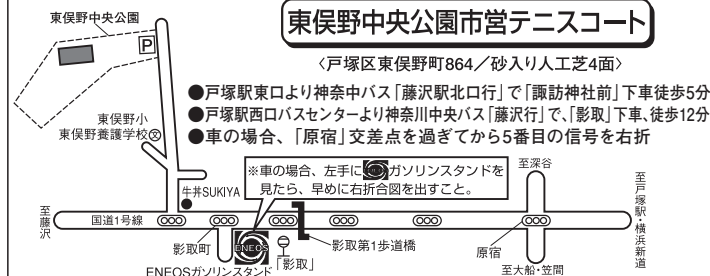 東俣野中央公園市営テニスコート
〈戸塚区東俣野町864／砂入り人工芝4面〉
●戸塚駅東口より神奈中バス「藤沢駅北口行」で「諏訪神社前」下車徒歩5分
●戸塚駅西口バスセンターより神奈川中央バス「藤沢行」で、「影取」下車、徒歩12分
●車の場合、「原宿」交差点を過ぎてから5番目の信号を右折
東俣野中央公園
P
東俣野小
東俣野養護学校
文
※車の場合、左手にENEOSガソリンスタンドを
見たら、早めに右折合図を出すこと。
牛丼SUKIYA
至深谷
至藤沢
国道1号線
至戸塚駅・横浜新道
影取町
ENEOS
ENEOSガソリンスタンド
「影取」
影取第1歩道橋
原宿
至大船・笠間